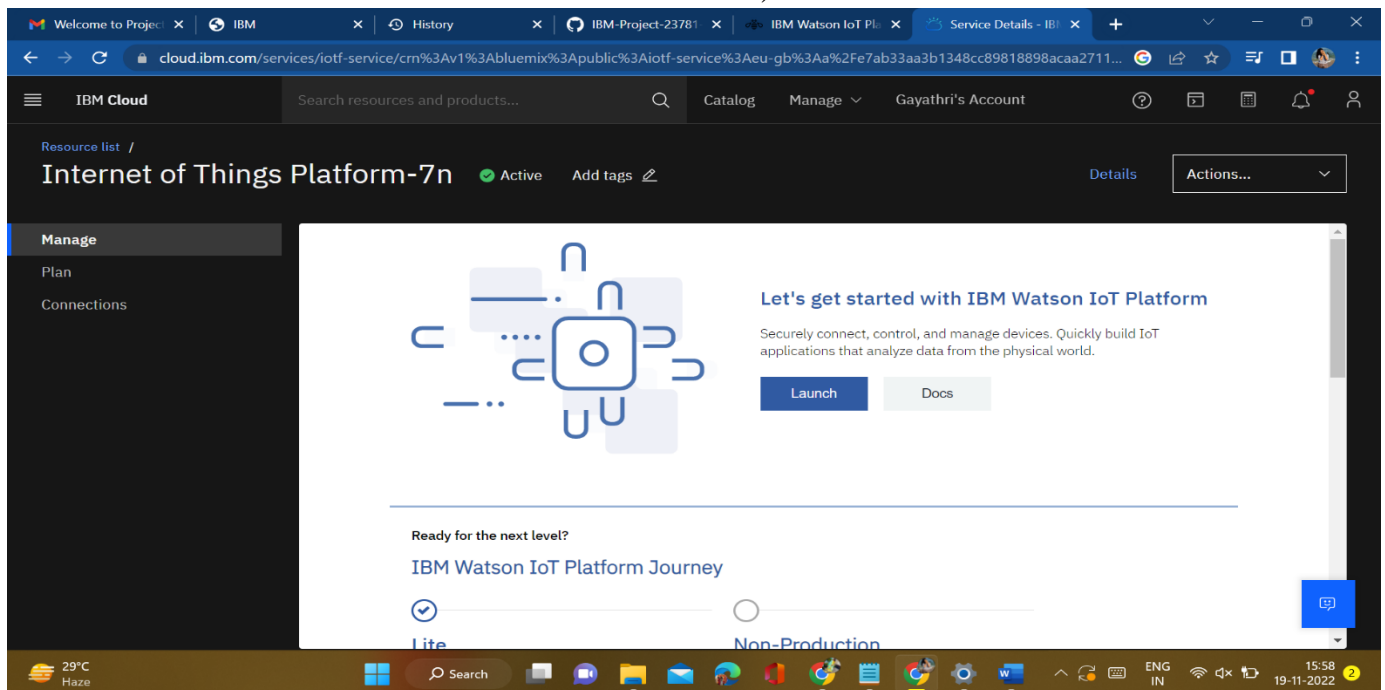 Welcome to Projec
IBM
History
IBM-Project-23781
IBM Watson IoT Pla
Service Details - IB
cloud.ibm.com/services/iotf-service/crn%3Av1%3Abluemix%3Apublic%3Aiotf-service%3Aeu-gb%3Aa%2Fe7ab33aa3b1348cc89818898acaa2711...
IBM Cloud
Search resources and products...
Catalog
Manage
Gayathri's Account
Resource list /
Internet of Things Platform-7n
Active
Add tags
Details
Actions...
Manage
Plan
Connections
Let's get started with IBM Watson IoT Platform
Securely connect, control, and manage devices. Quickly build IoT
applications that analyze data from the physical world.
Launch
Docs
Ready for the next level?
IBM Watson IoT Platform Journey
Lite
Non-Production
29°C
Haze
Search
ENG
IN
15:58
19-11-2022
2